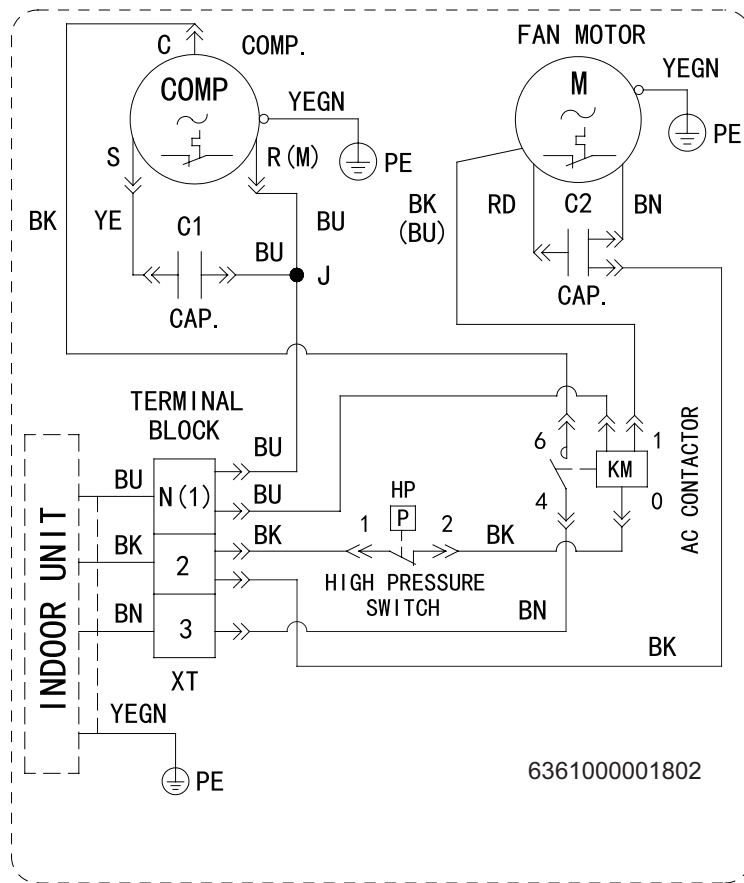 C
COMP.
FAN MOTOR
COMP
M
YEGN
YEGN
PE
PE
S
R(M)
BK
YE
C1
BU
BU
J
CAP.
BK
(BU)
RD
C2
BN
CAP.
TERMINAL
BLOCK
INDOOR UNIT
BU
N(1)
BU
BU
BK
2
BK
BN
3
XT
HP
P
1
2
HIGH PRESSURE
SWITCH
BK
BN
BK
6
4
KM
1
0
AC CONTACTOR
YEGN
PE
6361000001802